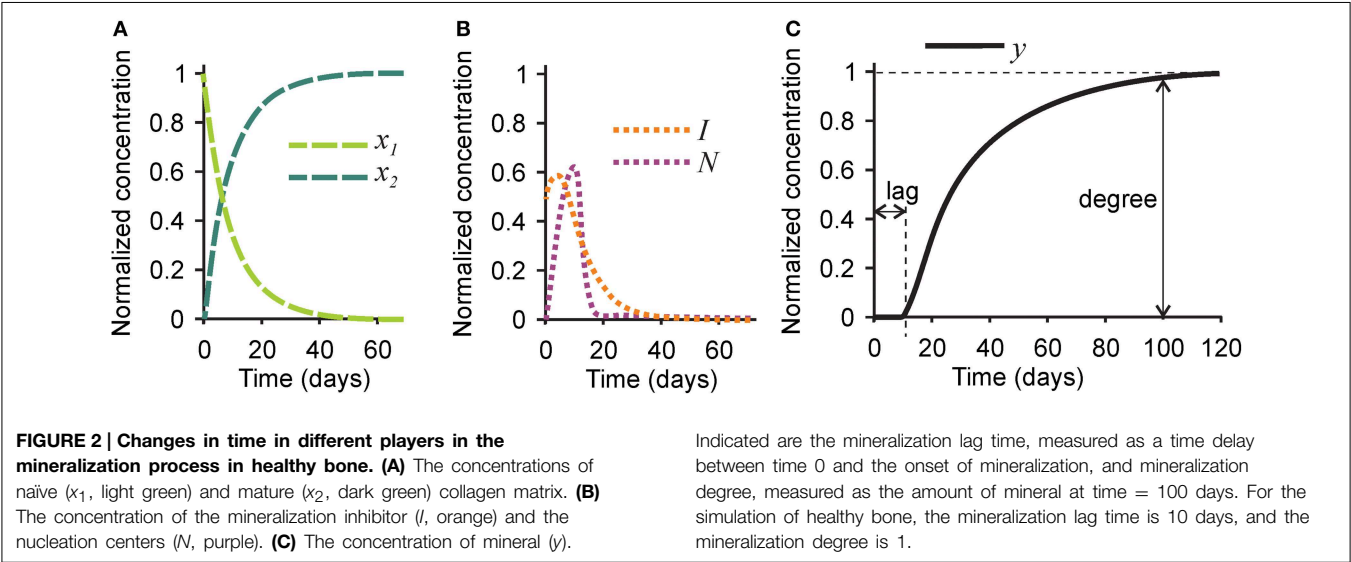 A
Normalized concentration
1
0.8
0.6
0.4
0.2
0
x1
x2
0 20 40 60
Time (days)
B
Normalized concentration
1
0.8
0.6
0.4
0.2
0
I
N
0 20 40 60
Time (days)
C
y
Normalized concentration
1
0.8
0.6
0.4
0.2
0
lag
degree
0 20 40 60 80 100 120
Time (days)
FIGURE 2 | Changes in time in different players in the
mineralization process in healthy bone. (A) The concentrations of
naïve (x1, light green) and mature (x2, dark green) collagen matrix. (B)
The concentration of the mineralization inhibitor (I, orange) and the
nucleation centers (N, purple). (C) The concentration of mineral (y).
Indicated are the mineralization lag time, measured as a time delay
between time 0 and the onset of mineralization, and mineralization
degree, measured as the amount of mineral at time = 100 days. For the
simulation of healthy bone, the mineralization lag time is 10 days, and the
mineralization degree is 1.